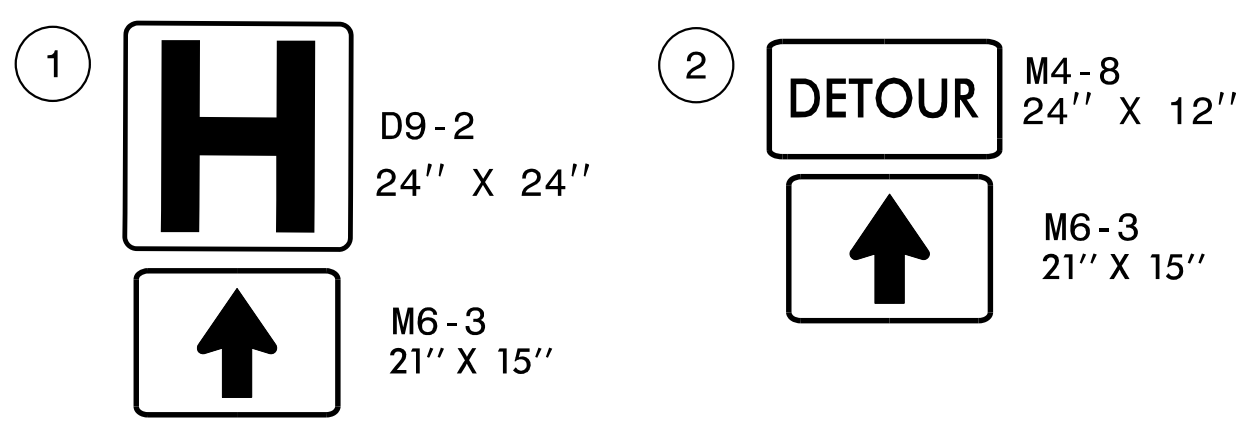 1
H
D9-2
24'' X 24''
M6-3
21'' X 15''
2
DETOUR
M4-8
24'' X 12''
M6-3
21'' X 15''